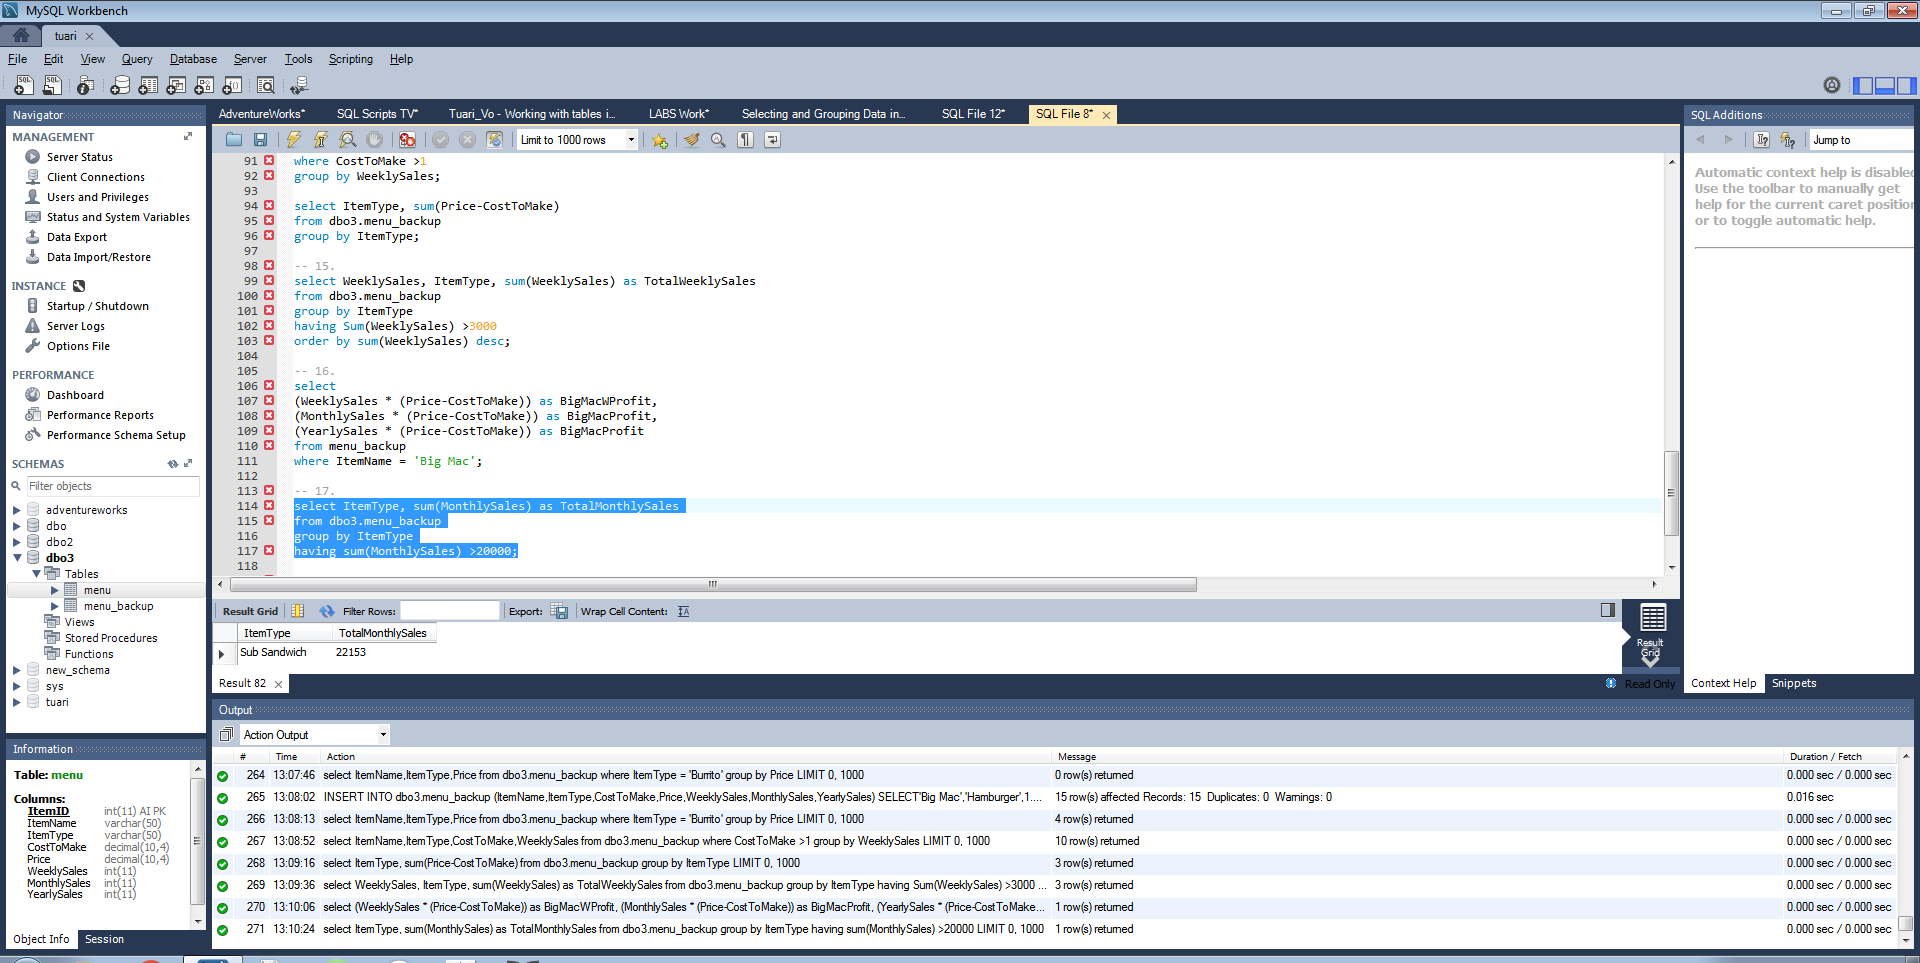 MySQL Workbench
tuari
File Edit View Query Database Server Tools Scripting Help
Navigator
MANAGEMENT
Server Status
Client Connections
Users and Privileges
Status and System Variables
Data Export
Data Import/Restore
INSTANCE
Startup / Shutdown
Server Logs
Options File
PERFORMANCE
Dashboard
Performance Reports
Performance Schema Setup
SCHEMAS
Filter objects
adventureworks
dbo
dbo2
dbo3
Tables
menu
menu_backup
Views
Stored Procedures
Functions
new_schema
sys
tuari
Information
Table: menu
Columns:
ItemID int(11) AI PK
ItemName varchar(50)
ItemType varchar(50)
CostToMake decimal(10,4)
Price decimal(10,4)
WeeklySales int(11)
MonthlySales int(11)
YearlySales int(11)
Object Info Session
AdventureWorks* SQL Scripts TV* Tuari_Vo - Working with tables i... LABS Work* Selecting and Grouping Data in... SQL File 12* SQL File 8*
Limit to 1000 rows
91 where CostToMake >1
92 group by WeeklySales;
93
94 select ItemType, sum(Price-CostToMake)
95 from dbo3.menu_backup
96 group by ItemType;
97
98 -- 15.
99 select WeeklySales, ItemType, sum(WeeklySales) as TotalWeeklySales
100 from dbo3.menu_backup
101 group by ItemType
102 having Sum(WeeklySales) >3000
103 order by sum(WeeklySales) desc;
104
105 -- 16.
106 select
107 (WeeklySales * (Price-CostToMake)) as BigMacWProfit,
108 (MonthlySales * (Price-CostToMake)) as BigMacProfit,
109 (YearlySales * (Price-CostToMake)) as BigMacProfit
110 from menu_backup
111 where ItemName = 'Big Mac';
112
113 -- 17.
114 select ItemType, sum(MonthlySales) as TotalMonthlySales
115 from dbo3.menu_backup
116 group by ItemType
117 having sum(MonthlySales) >20000;
118
Result Grid Filter Rows: Export: Wrap Cell Content:
ItemType TotalMonthlySales
Sub Sandwich 22153
Result Grid
Result 82
Read Only
SQL Additions
Jump to
Automatic context help is disabled
Use the toolbar to manually get
help for the current caret position
or to toggle automatic help.
Context Help Snippets
Output
Action Output
# Time Action Message Duration / Fetch
264 13:07:46 select ItemName,ItemType,Price from dbo3.menu_backup where ItemType = 'Burrito' group by Price LIMIT 0, 1000 0 row(s) returned 0.000 sec / 0.000 sec
265 13:08:02 INSERT INTO dbo3.menu_backup (ItemName,ItemType,CostToMake,Price,WeeklySales,MonthlySales,YearlySales) SELECT'Big Mac','Hamburger',1.... 15 row(s) affected Records: 15 Duplicates: 0 Warnings: 0 0.016 sec
266 13:08:13 select ItemName,ItemType,Price from dbo3.menu_backup where ItemType = 'Burrito' group by Price LIMIT 0, 1000 4 row(s) returned 0.000 sec / 0.000 sec
267 13:08:52 select ItemName,ItemType,CostToMake,WeeklySales from dbo3.menu_backup where CostToMake >1 group by WeeklySales LIMIT 0, 1000 10 row(s) returned 0.000 sec / 0.000 sec
268 13:09:16 select ItemType, sum(Price-CostToMake) from dbo3.menu_backup group by ItemType LIMIT 0, 1000 3 row(s) returned 0.000 sec / 0.000 sec
269 13:09:36 select WeeklySales, ItemType, sum(WeeklySales) as TotalWeeklySales from dbo3.menu_backup group by ItemType having Sum(WeeklySales) >3000 ... 3 row(s) returned 0.000 sec / 0.000 sec
270 13:10:06 select (WeeklySales * (Price-CostToMake)) as BigMacWProfit, (MonthlySales * (Price-CostToMake)) as BigMacProfit, (YearlySales * (Price-CostToMake... 1 row(s) returned 0.000 sec / 0.000 sec
271 13:10:24 select ItemType, sum(MonthlySales) as TotalMonthlySales from dbo3.menu_backup group by ItemType having sum(MonthlySales) >20000 LIMIT 0, 1000 1 row(s) returned 0.000 sec / 0.000 sec